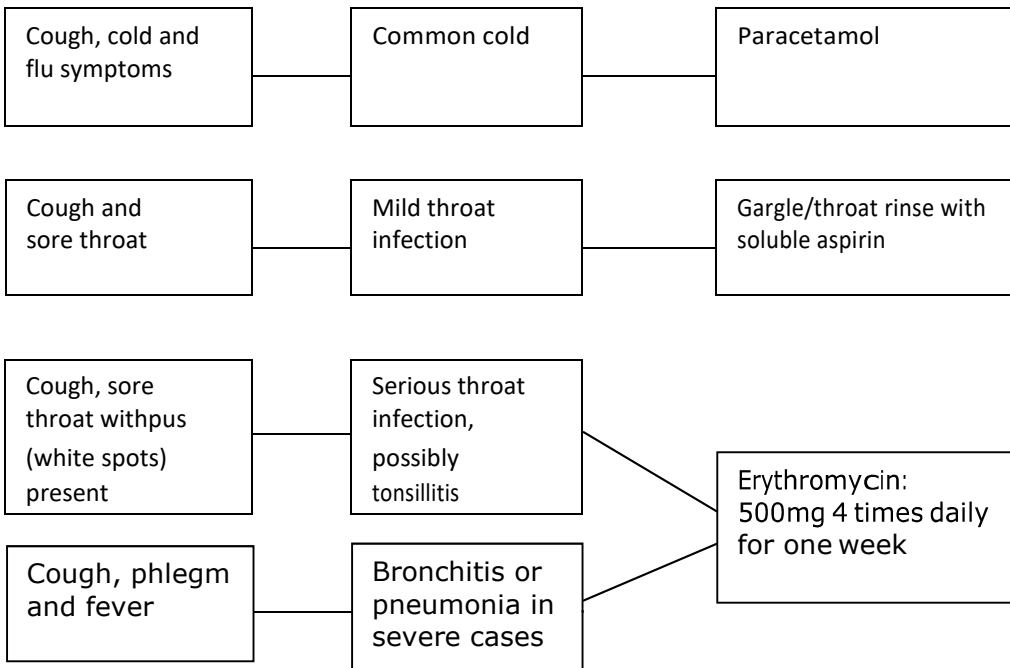 Cough, cold and
flu symptoms
Common cold
Paracetamol
Cough and
sore throat
Mild throat
infection
Gargle/throat rinse with
soluble aspirin
Cough, sore
throat withpus
(white spots)
present
Serious throat
infection,
possibly
tonsillitis
Erythromycin:
500mg 4 times daily
for one week
Cough, phlegm
and fever
Bronchitis or
pneumonia in
severe cases